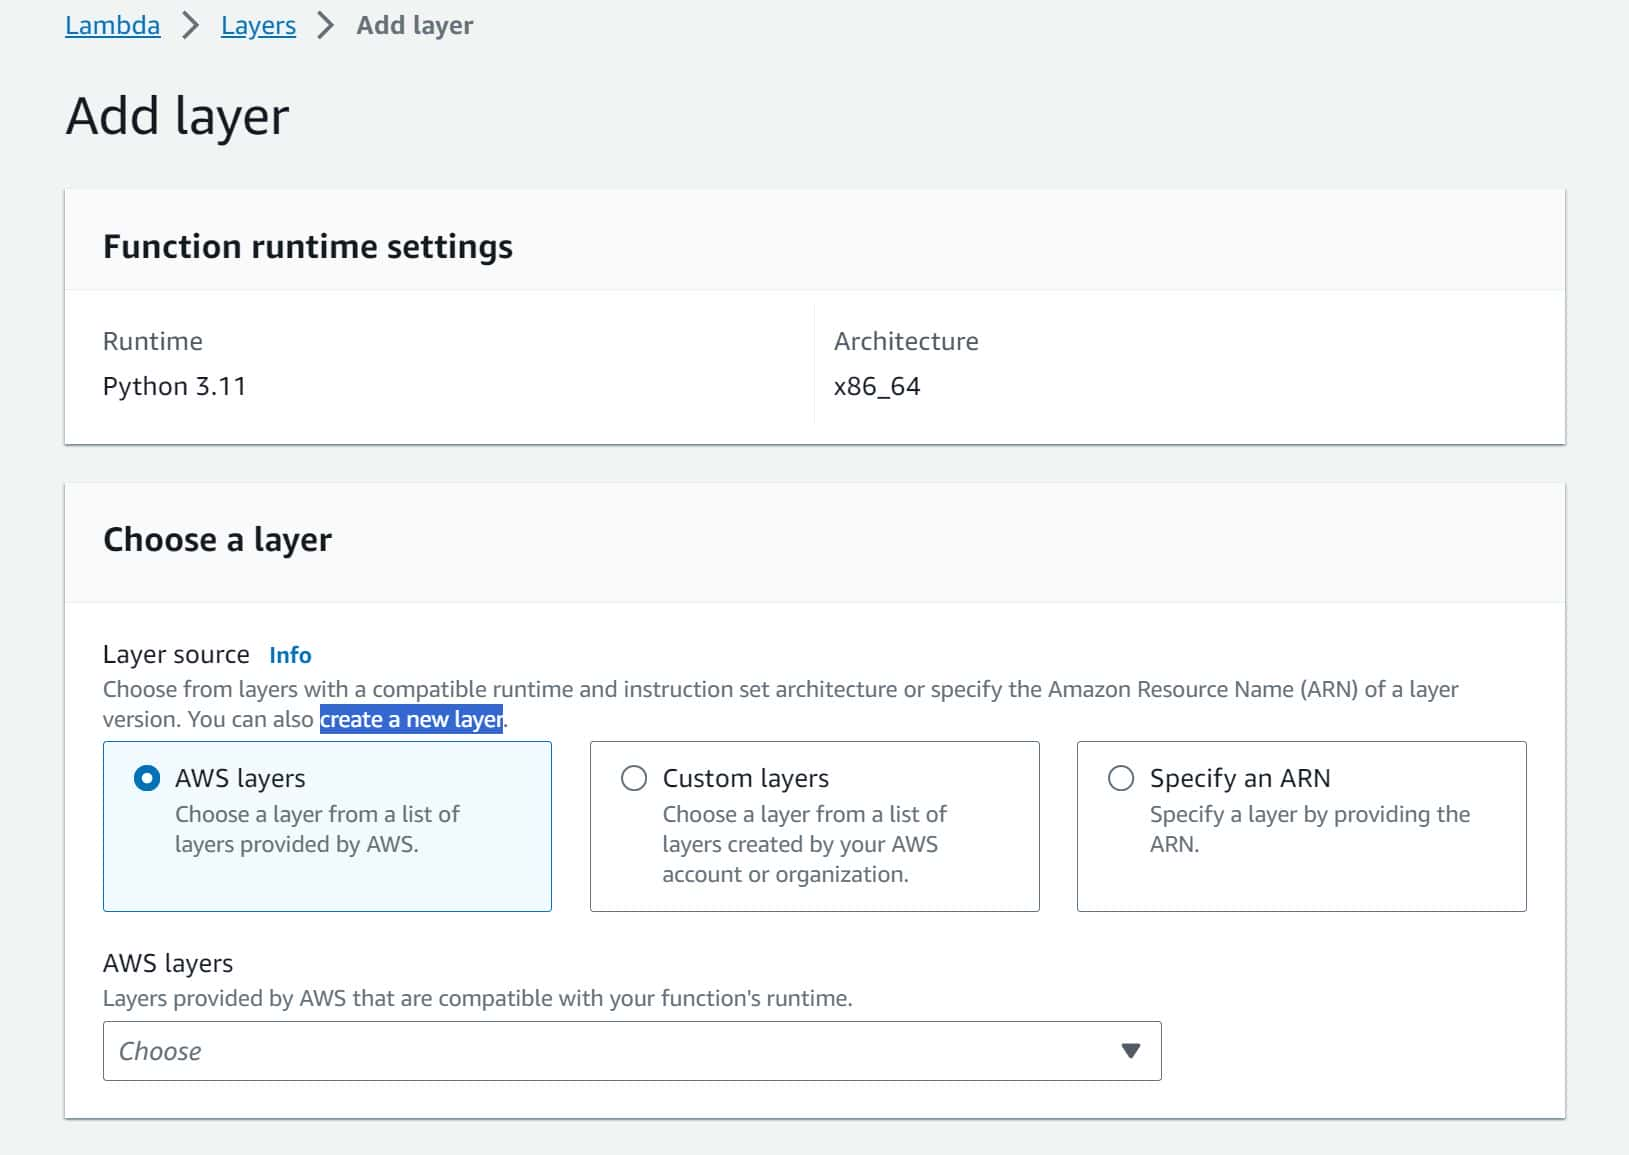 Lambda > Layers > Add layer
Add layer
Function runtime settings
Runtime
Python 3.11
Architecture
x86_64
Choose a layer
Layer source Info
Choose from layers with a compatible runtime and instruction set architecture or specify the Amazon Resource Name (ARN) of a layer
version. You can also create a new layer.
AWS layers
Choose a layer from a list of
layers provided by AWS.
Custom layers
Choose a layer from a list of
layers created by your AWS
account or organization.
Specify an ARN
Specify a layer by providing the
ARN.
AWS layers
Layers provided by AWS that are compatible with your function's runtime.
Choose